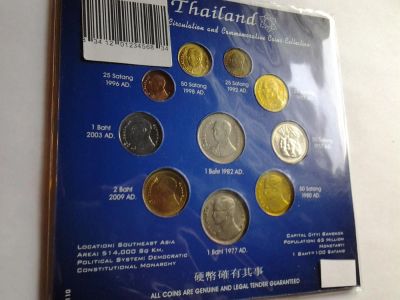 Thailand
Circulation and Commemorative Coins Collection
25 Satang
1996 AD.
50 Satang
1998 AD.
25 Satang
1 Baht
2003 AD.
1 Baht 1982 AD.
2 Baht
2009 AD.
50 Satang
1980 AD.
1 Baht 1977 AD.
LOCATION: SOUTHEAST ASIA
AREA: 514,000 SQ KM.
POLITICAL SYSTEM: DEMOCRATIC
CONSTITUTIONAL MONARCHY
CAPITAL CITY: BANGKOK
POPULATION: 63 MILLION
MONETARY:
1 BAHT=100 SATANG
硬幣確有其事
ALL COINS ARE GENUINE AND LEGAL TENDER GUARANTEED